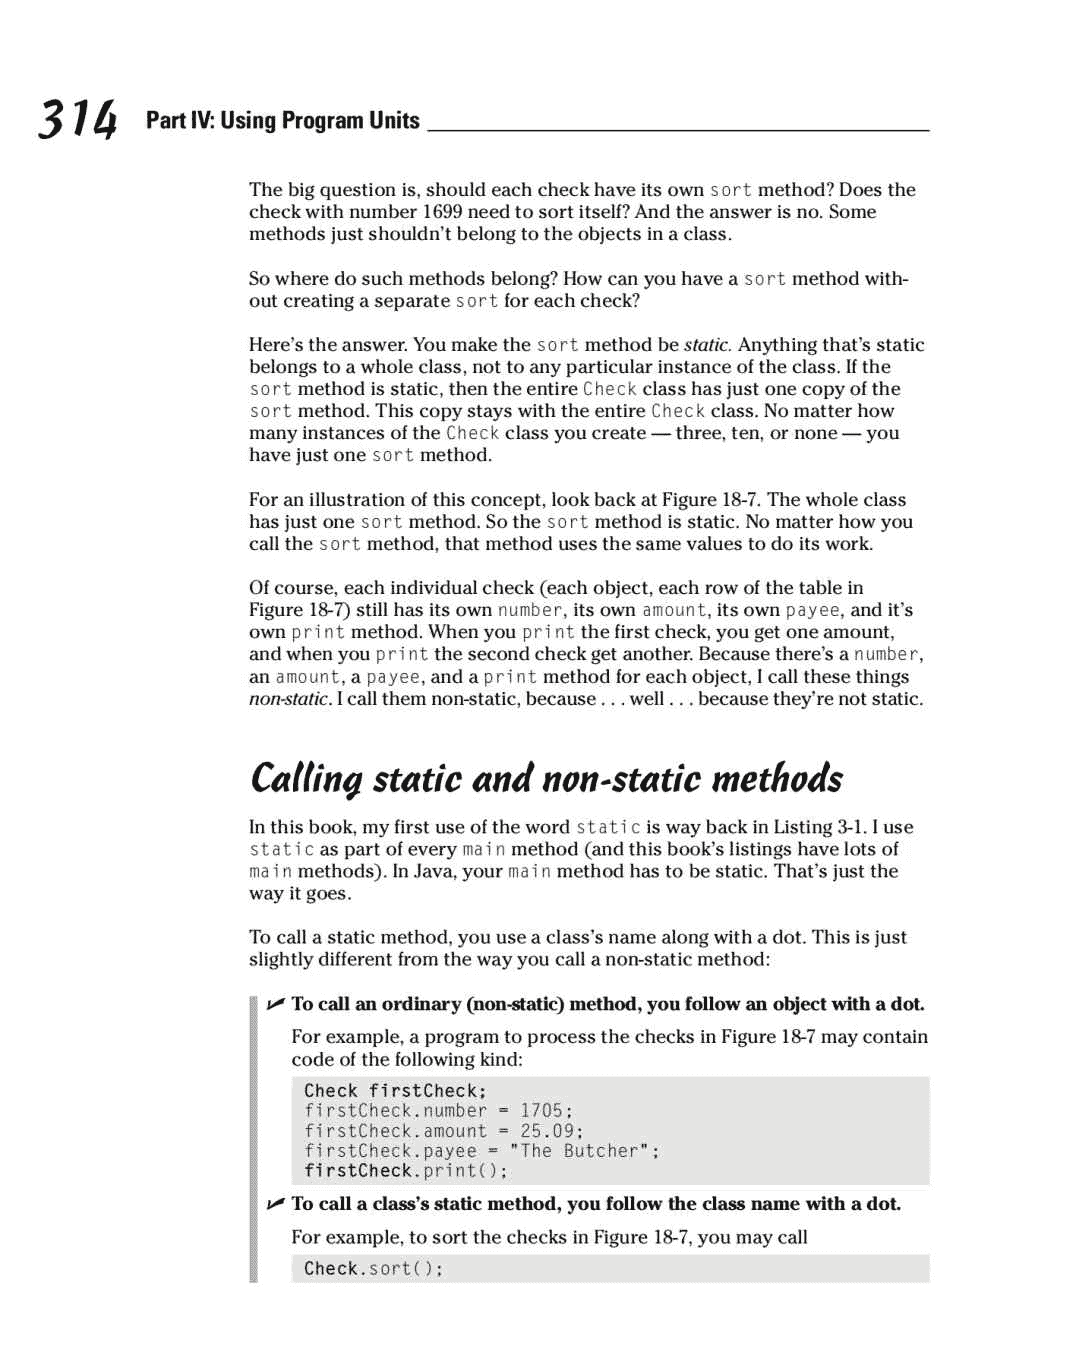 314 Part IV: Using Program Units
The big question is, should each check have its own sort method? Does the
check with number 1699 need to sort itself? And the answer is no. Some
methods just shouldn't belong to the objects in a class.
So where do such methods belong? How can you have a sort method with-
out creating a separate sort for each check?
Here's the answer. You make the sort method be static. Anything that's static
belongs to a whole class, not to any particular instance of the class. If the
sort method is static, then the entire Check class has just one copy of the
sort method. This copy stays with the entire Check class. No matter how
many instances of the Check class you create — three, ten, or none — you
have just one sort method.
For an illustration of this concept, look back at Figure 18-7. The whole class
has just one sort method. So the sort method is static. No matter how you
call the sort method, that method uses the same values to do its work.
Of course, each individual check (each object, each row of the table in
Figure 18-7) still has its own number, its own amount, its own payee, and it's
own print method. When you print the first check, you get one amount,
and when you print the second check get another. Because there's a number,
an amount, a payee, and a print method for each object, I call these things
non-static. I call them non-static, because . . . well . . . because they're not static.
Calling static and non-static methods
In this book, my first use of the word static is way back in Listing 3-1. I use
static as part of every main method (and this book's listings have lots of
main methods). In Java, your main method has to be static. That's just the
way it goes.
To call a static method, you use a class's name along with a dot. This is just
slightly different from the way you call a non-static method:
✓ To call an ordinary (non-static) method, you follow an object with a dot.
For example, a program to process the checks in Figure 18-7 may contain
code of the following kind:
Check firstCheck;
firstCheck.number = 1705;
firstCheck.amount = 25.09;
firstCheck.payee = "The Butcher";
firstCheck.print();
✓ To call a class's static method, you follow the class name with a dot.
For example, to sort the checks in Figure 18-7, you may call
Check.sort();